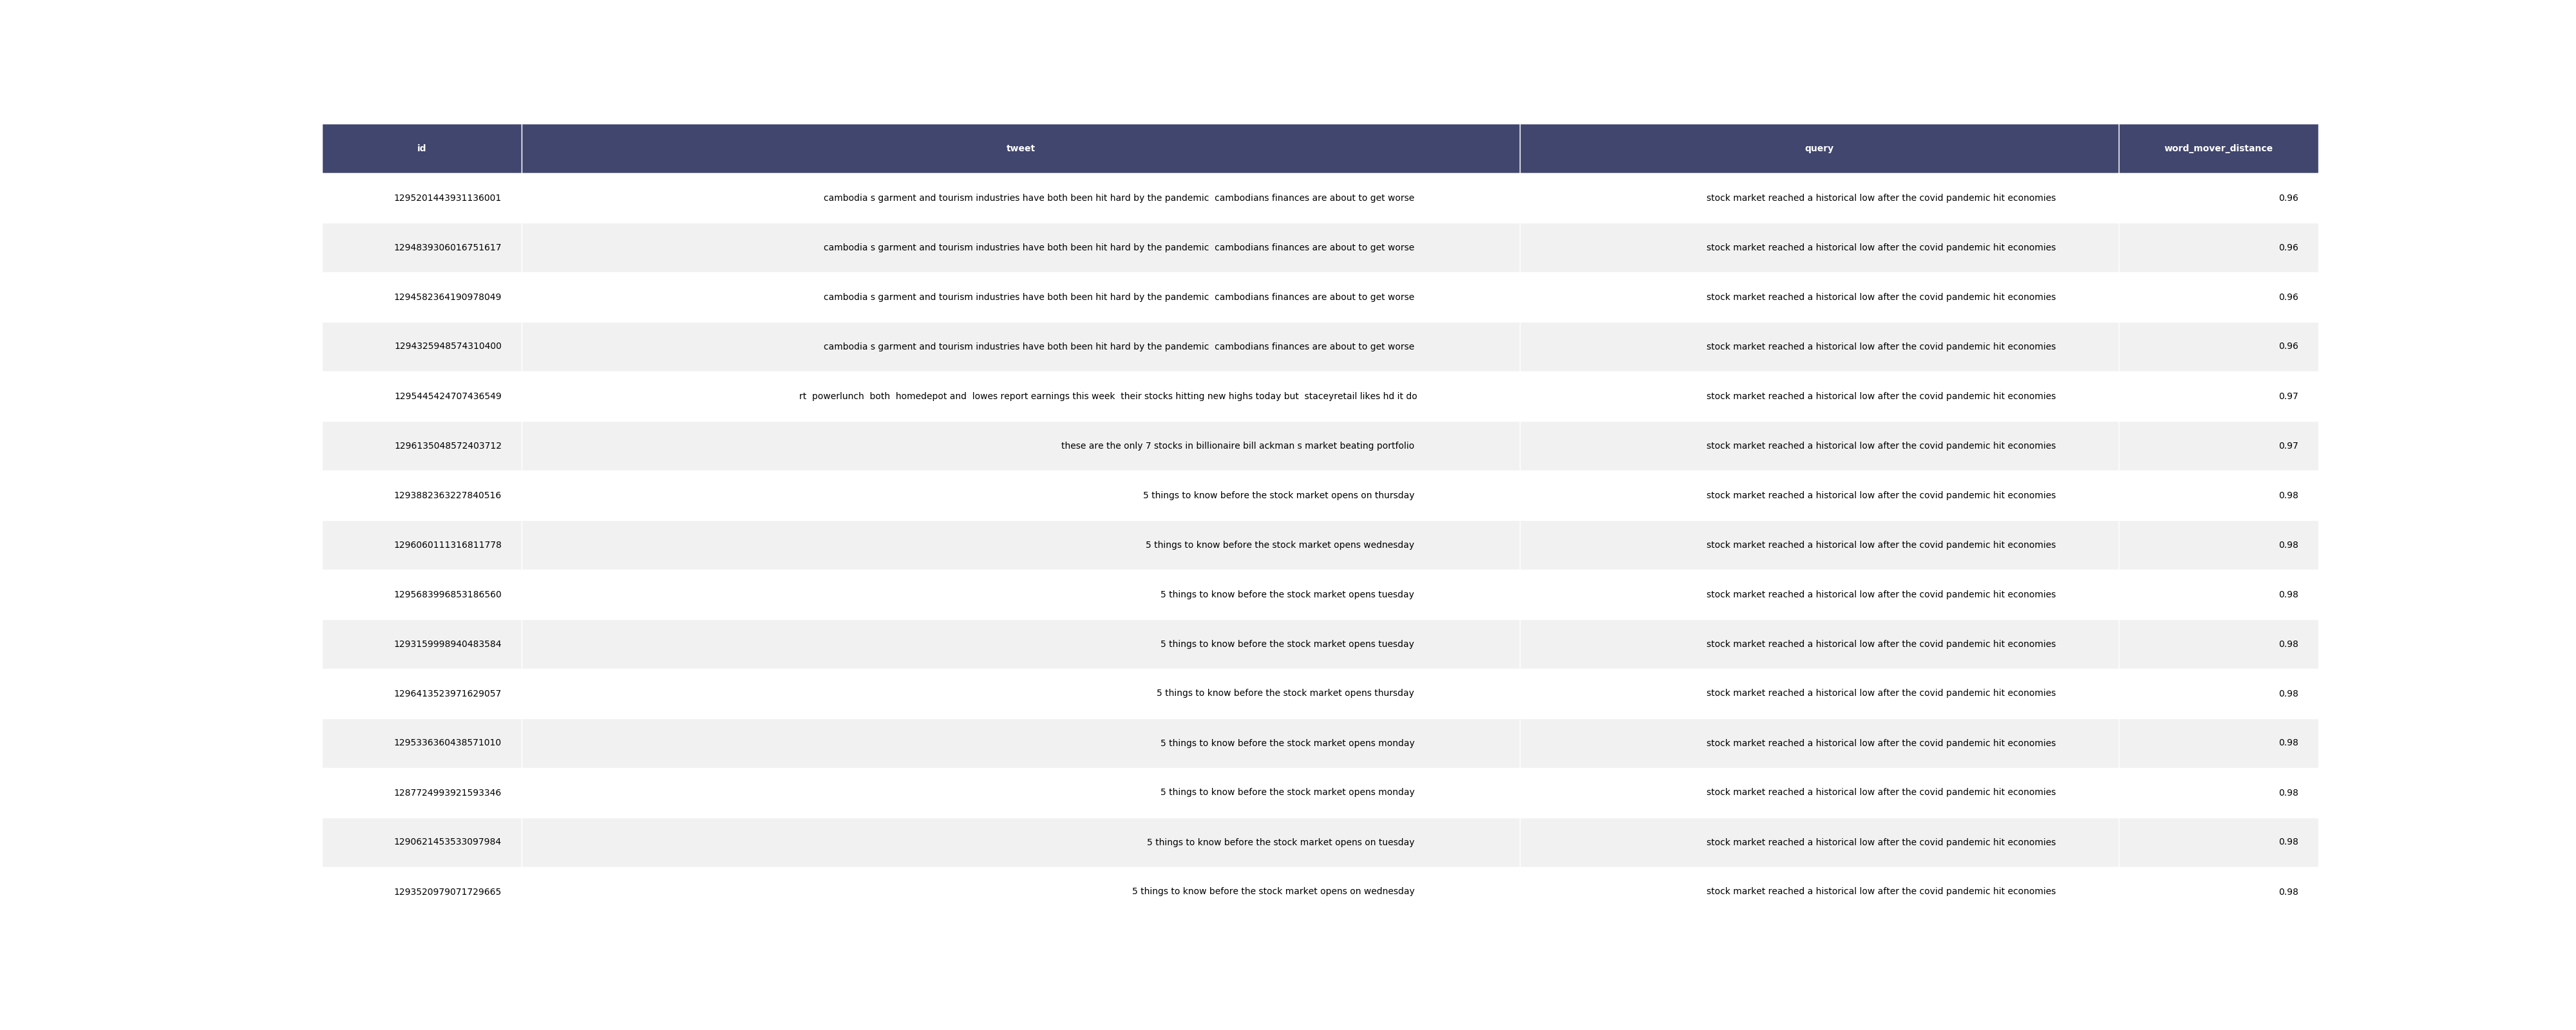 id tweet query word_mover_distance
1295201443931136001 cambodia s garment and tourism industries have both been hit hard by the pandemic  cambodians finances are about to get worse stock market reached a historical low after the covid pandemic hit economies 0.96
1294839306016751617 cambodia s garment and tourism industries have both been hit hard by the pandemic  cambodians finances are about to get worse stock market reached a historical low after the covid pandemic hit economies 0.96
1294582364190978049 cambodia s garment and tourism industries have both been hit hard by the pandemic  cambodians finances are about to get worse stock market reached a historical low after the covid pandemic hit economies 0.96
1294325948574310400 cambodia s garment and tourism industries have both been hit hard by the pandemic  cambodians finances are about to get worse stock market reached a historical low after the covid pandemic hit economies 0.96
1295445424707436549 rt  powerlunch  both  homedepot and  lowes report earnings this week  their stocks hitting new highs today but  staceyretail likes hd it do stock market reached a historical low after the covid pandemic hit economies 0.97
1296135048572403712 these are the only 7 stocks in billionaire bill ackman s market beating portfolio stock market reached a historical low after the covid pandemic hit economies 0.97
1293882363227840516 5 things to know before the stock market opens on thursday stock market reached a historical low after the covid pandemic hit economies 0.98
1296060111316811778 5 things to know before the stock market opens wednesday stock market reached a historical low after the covid pandemic hit economies 0.98
1295683996853186560 5 things to know before the stock market opens tuesday stock market reached a historical low after the covid pandemic hit economies 0.98
1293159998940483584 5 things to know before the stock market opens tuesday stock market reached a historical low after the covid pandemic hit economies 0.98
1296413523971629057 5 things to know before the stock market opens thursday stock market reached a historical low after the covid pandemic hit economies 0.98
1295336360438571010 5 things to know before the stock market opens monday stock market reached a historical low after the covid pandemic hit economies 0.98
1287724993921593346 5 things to know before the stock market opens monday stock market reached a historical low after the covid pandemic hit economies 0.98
1290621453533097984 5 things to know before the stock market opens on tuesday stock market reached a historical low after the covid pandemic hit economies 0.98
1293520979071729665 5 things to know before the stock market opens on wednesday stock market reached a historical low after the covid pandemic hit economies 0.98